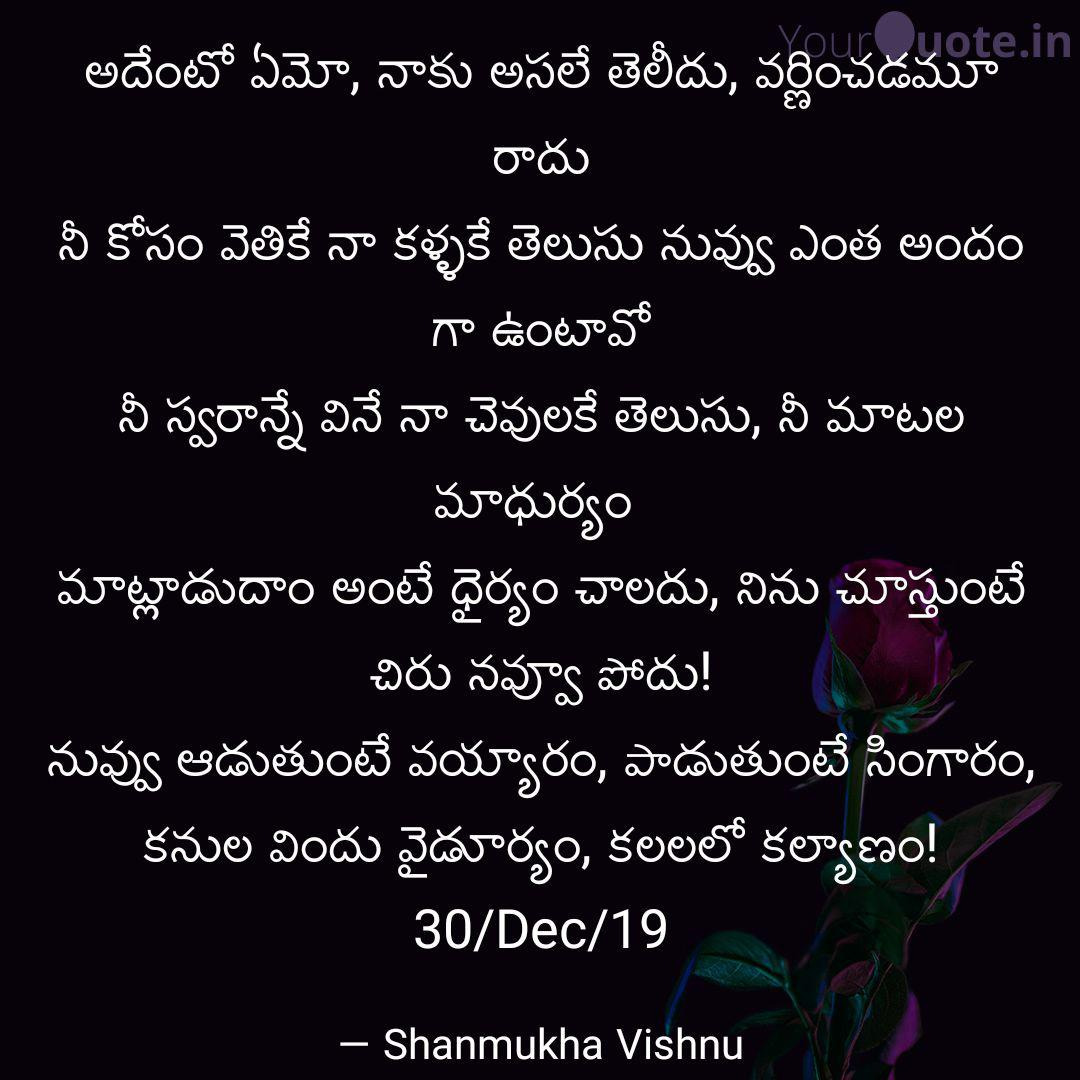 YourQuote.in
అదేంటో ఏమో, నాకు అసలే తెలీదు, వర్ణించడమూ
రాదు
నీ కోసం వెతికే నా కళ్ళకే తెలుసు నువ్వు ఎంత అందం
గా ఉంటావో
నీ స్వరాన్నే వినే నా చెవులకే తెలుసు, నీ మాటల
మాధుర్యం
మాట్లాడుదాం అంటే ధైర్యం చాలదు, నిను చూస్తుంటే
చిరు నవ్వూ పోదు!
నువ్వు ఆడుతుంటే వయ్యారం, పాడుతుంటే సింగారం,
కనుల విందు వైడూర్యం, కలలలో కల్యాణం!
30/Dec/19
— Shanmukha Vishnu